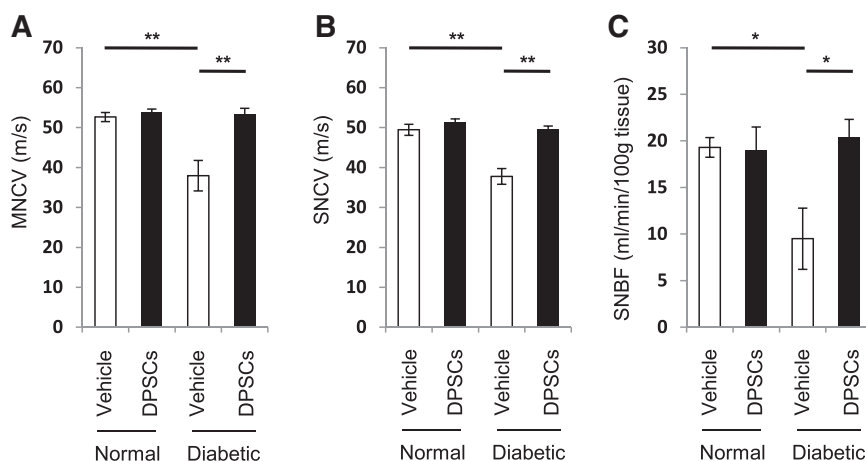 A
MNCV (m/s)
70
60
50
40
30
20
10
0
**
**
Vehicle
DPSCs
Vehicle
DPSCs
Normal
Diabetic
B
SNCV (m/s)
70
60
50
40
30
20
10
0
**
**
Vehicle
DPSCs
Vehicle
DPSCs
Normal
Diabetic
C
SNBF (ml/min/100g tissue)
30
25
20
15
10
5
0
*
*
Vehicle
DPSCs
Vehicle
DPSCs
Normal
Diabetic